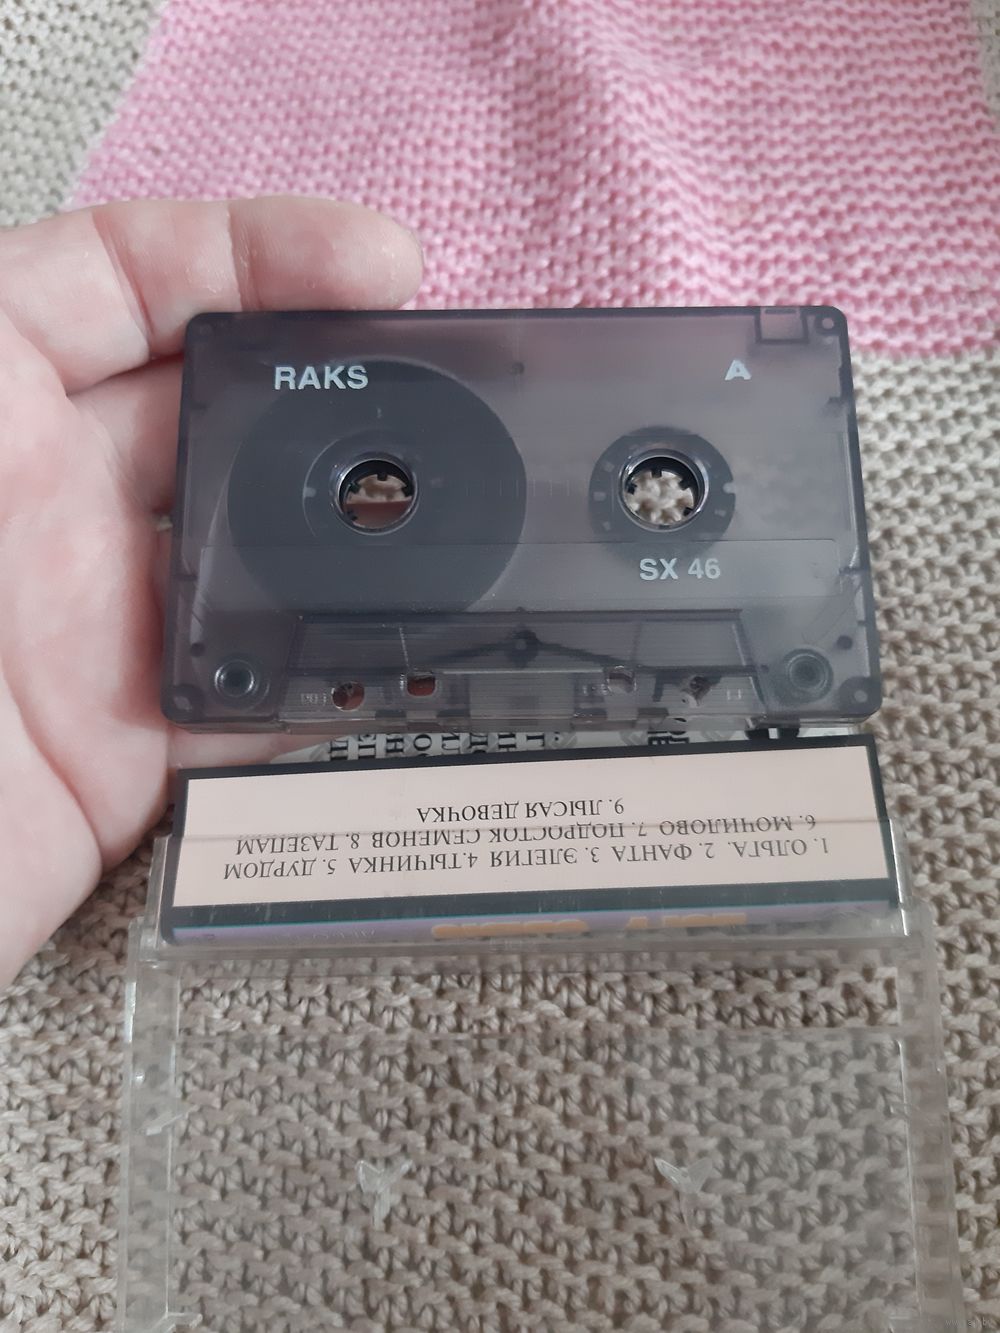 RAKS
A
SX 46
1. ОЛЬГА. 2. ФАНТА 3. ЭЛЕГИЯ 4.ТЫЧИНКА 5. ДУРДОМ
6. МОЧИЛОВО 7. ПОДРОСТОК СЕМЕНОВ 8. ТАЗЕПАМ
9. ЛЫСАЯ ДЕВОЧКА